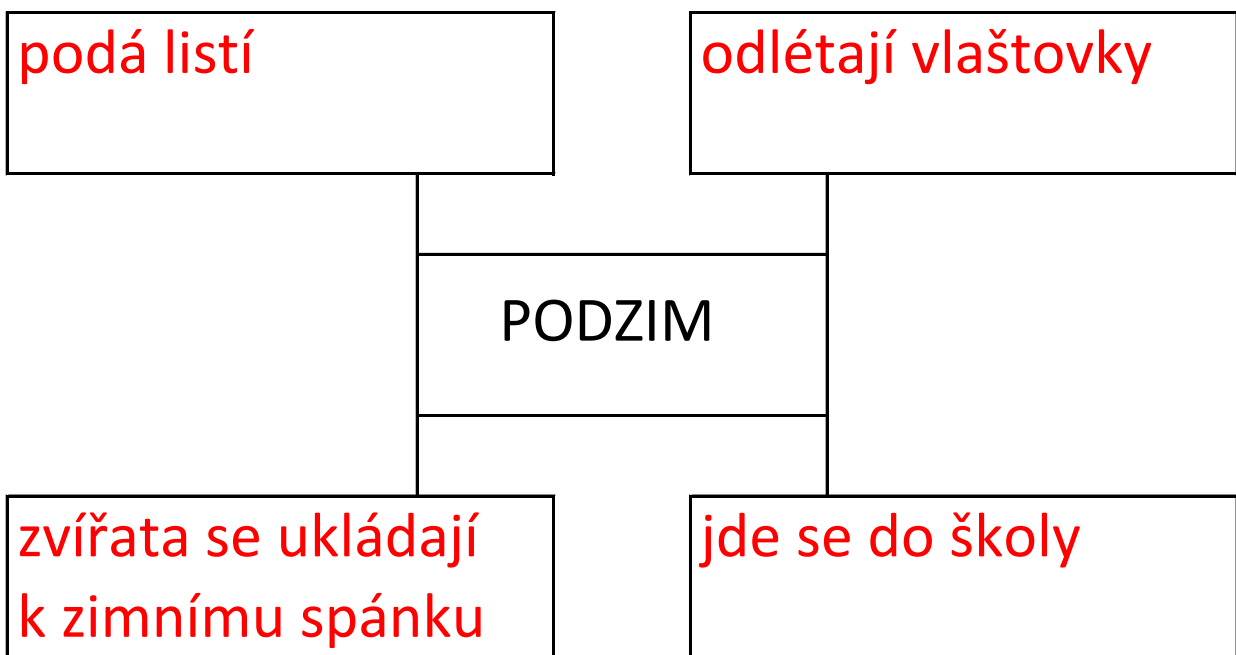 podá listí
odlétají vlaštovky
PODZIM
zvířata se ukládají
k zimnímu spánku
jde se do školy